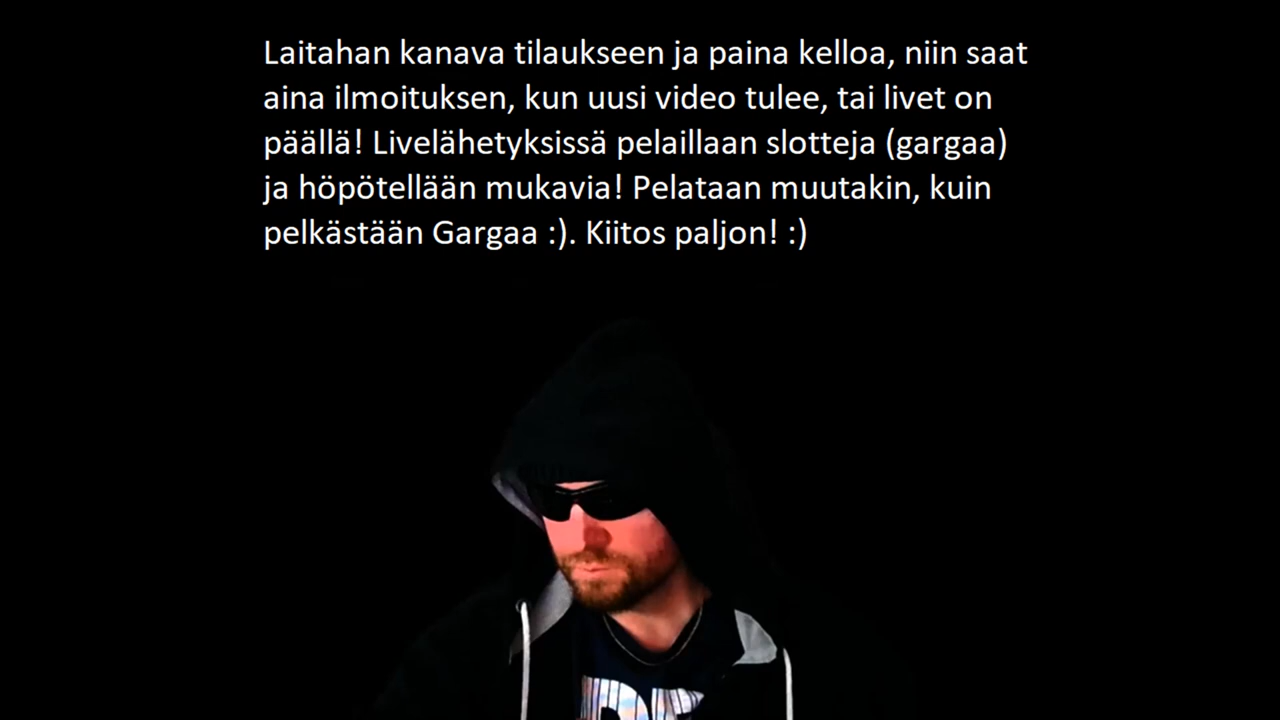 Laitahan kanava tilaukseen ja paina kelloa, niin saat
aina ilmoituksen, kun uusi video tulee, tai livet on
päällä! Livelähetyksissä pelaillaan slotteja (gargaa)
ja höpötellään mukavia! Pelataan muutakin, kuin
pelkästään Gargaa :). Kiitos paljon! :)